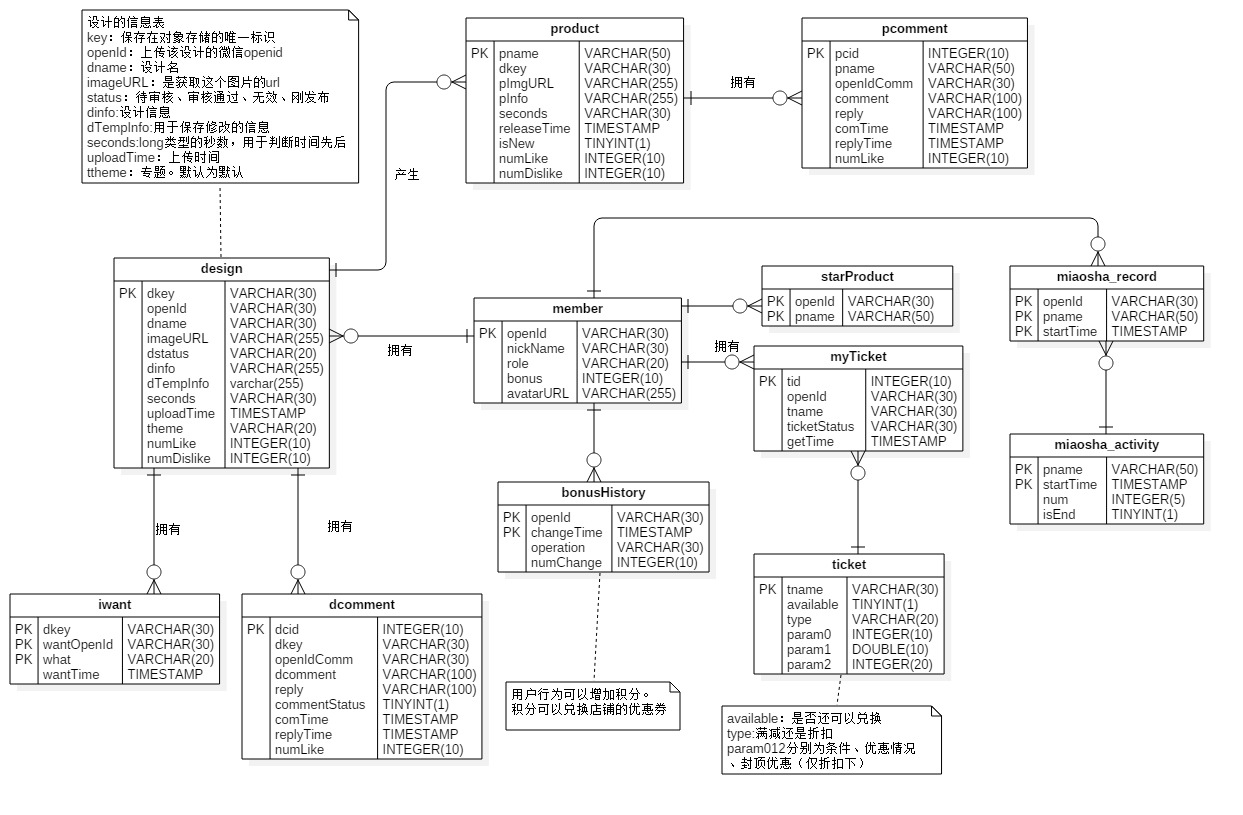 设计的信息表
key：保存在对象存储的唯一标识
openId：上传该设计的微信openid
dname：设计名
imageURL：是获取这个图片的url
status：待审核、审核通过、无效、刚发布
dinfo:设计信息
dTempInfo:用于保存修改的信息
seconds:long类型的秒数，用于判断时间先后
uploadTime：上传时间
ttheme：专题。默认为默认
product
PK pname VARCHAR(50)
dkey VARCHAR(30)
pImgURL VARCHAR(255)
pInfo VARCHAR(255)
seconds VARCHAR(30)
releaseTime TIMESTAMP
isNew TINYINT(1)
numLike INTEGER(10)
numDislike INTEGER(10)
拥有
pcomment
PK pcid INTEGER(10)
pname VARCHAR(50)
openIdComm VARCHAR(30)
comment VARCHAR(100)
reply VARCHAR(100)
comTime TIMESTAMP
replyTime TIMESTAMP
numLike INTEGER(10)
产生
design
PK dkey VARCHAR(30)
openId VARCHAR(30)
dname VARCHAR(30)
imageURL VARCHAR(255)
dstatus VARCHAR(20)
dinfo VARCHAR(255)
dTempInfo varchar(255)
seconds VARCHAR(30)
uploadTime TIMESTAMP
theme VARCHAR(20)
numLike INTEGER(10)
numDislike INTEGER(10)
拥有
member
PK openId VARCHAR(30)
nickName VARCHAR(30)
role VARCHAR(20)
bonus INTEGER(10)
avatarURL VARCHAR(255)
starProduct
PK openId VARCHAR(30)
PK pname VARCHAR(50)
拥有
myTicket
PK tid INTEGER(10)
openId VARCHAR(30)
tname VARCHAR(30)
ticketStatus VARCHAR(30)
getTime TIMESTAMP
miaosha_record
PK openId VARCHAR(30)
PK pname VARCHAR(50)
PK startTime TIMESTAMP
miaosha_activity
PK pname VARCHAR(50)
PK startTime TIMESTAMP
num INTEGER(5)
isEnd TINYINT(1)
bonusHistory
PK openId VARCHAR(30)
PK changeTime TIMESTAMP
operation VARCHAR(30)
numChange INTEGER(10)
拥有
拥有
iwant
PK dkey VARCHAR(30)
PK wantOpenId VARCHAR(30)
PK what VARCHAR(20)
wantTime TIMESTAMP
dcomment
PK dcid INTEGER(10)
dkey VARCHAR(30)
openIdComm VARCHAR(30)
dcomment VARCHAR(100)
reply VARCHAR(100)
commentStatus TINYINT(1)
comTime TIMESTAMP
replyTime TIMESTAMP
numLike INTEGER(10)
用户行为可以增加积分。
积分可以兑换店铺的优惠券
ticket
PK tname VARCHAR(30)
available TINYINT(1)
type VARCHAR(20)
param0 INTEGER(10)
param1 DOUBLE(10)
param2 INTEGER(20)
available：是否还可以兑换
type:满减还是折扣
param012分别为条件、优惠情况
、封顶优惠（仅折扣下）